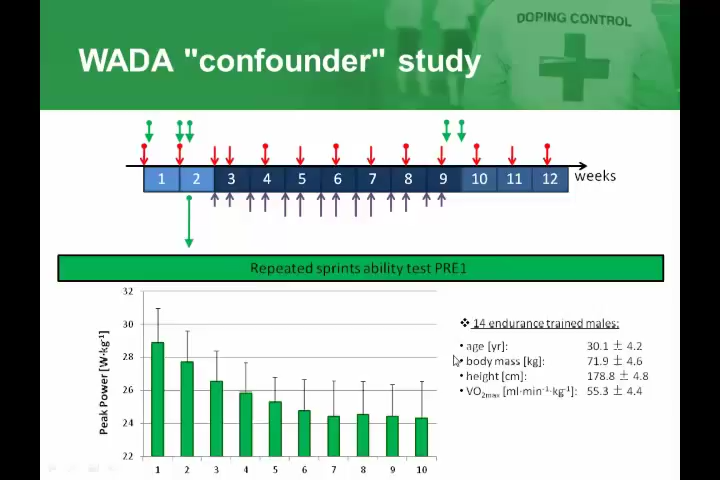 DOPING CONTROL
WADA "confounder" study
1 2 3 4 5 6 7 8 9 10 11 12 weeks
Repeated sprints ability test PRE1
Peak Power [W·kg⁻¹]
32
30
28
26
24
22
1 2 3 4 5 6 7 8 9 10
❖ 14 endurance trained males:
• age [yr]: 30.1 ± 4.2
• body mass [kg]: 71.9 ± 4.6
• height [cm]: 178.8 ± 4.8
• VO₂max [ml·min⁻¹·kg⁻¹]: 55.3 ± 4.4